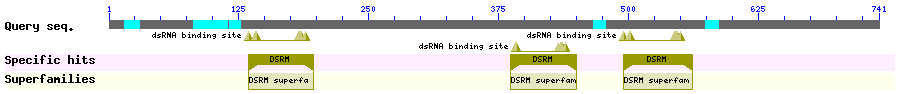 1 125 250 375 500 625 741
Query seq.
dsRNA binding site dsRNA binding site
dsRNA binding site
Specific hits DSRM DSRM DSRM
Superfamilies DSRM superfa DSRM superfam DSRM superfam